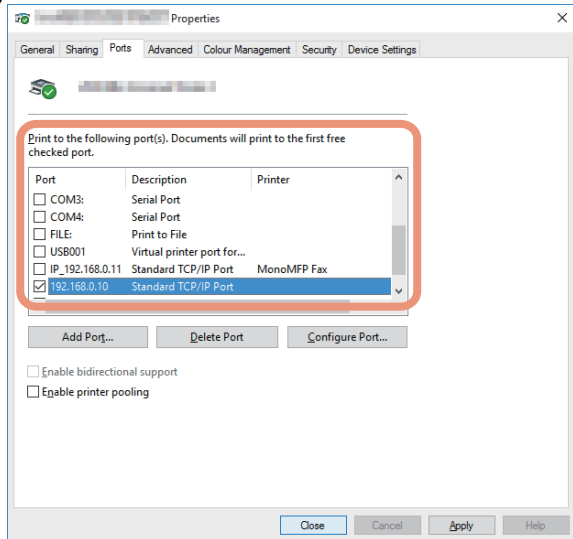 Properties
General Sharing Ports Advanced Colour Management Security Device Settings
Print to the following port(s). Documents will print to the first free
checked port.
Port Description Printer
COM3: Serial Port
COM4: Serial Port
FILE: Print to File
USB001 Virtual printer port for...
IP_192.168.0.11 Standard TCP/IP Port MonoMFP Fax
192.168.0.10 Standard TCP/IP Port
Add Port... Delete Port Configure Port...
Enable bidirectional support
Enable printer pooling
Close Cancel Apply Help